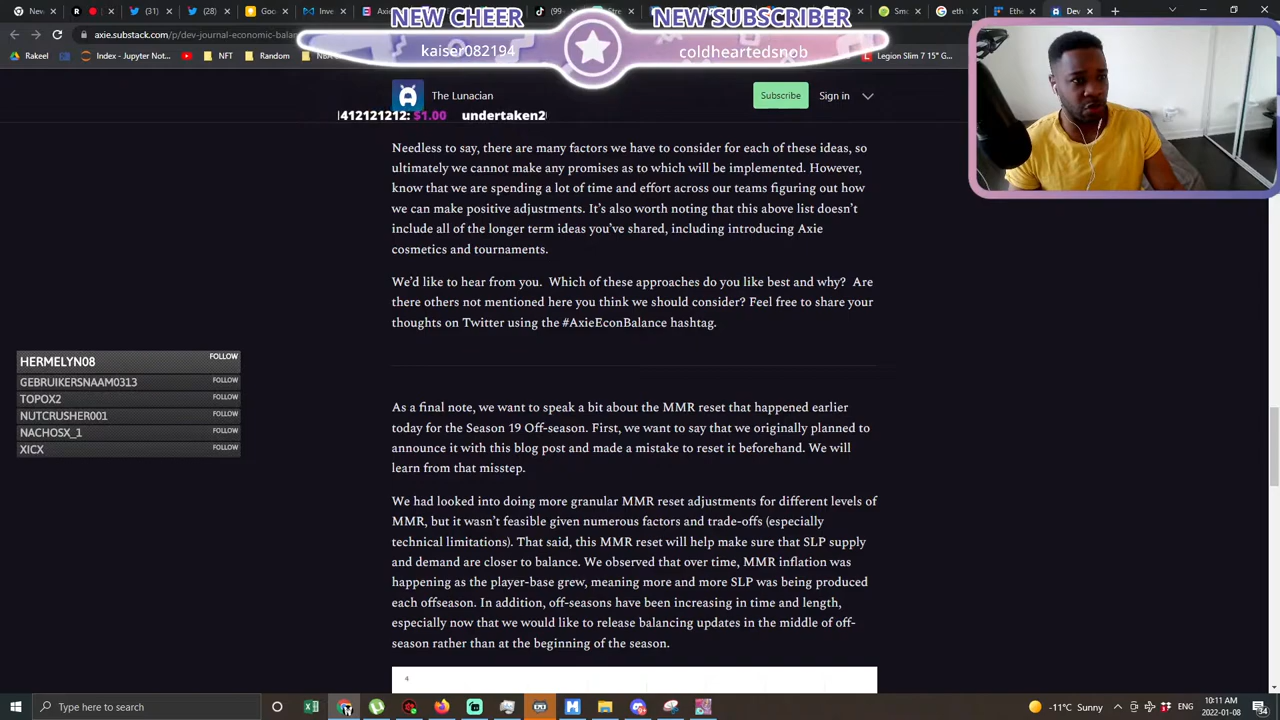 NEW CHEER
NEW SUBSCRIBER
kaiser082194
coldheartedsnob
axie.substack.com/p/dev-journal-economic-bala
Index - Jupyter
NFT
Random
Legion Slim 7 15" G...
The Lunacian
Subscribe
Sign in
412121212: $1.00 undertaken2
Needless to say, there are many factors we have to consider for each of these ideas, so
ultimately we cannot make any promises as to which will be implemented. However,
know that we are spending a lot of time and effort across our teams figuring out how
we can make positive adjustments. It's also worth noting that this above list doesn't
include all of the longer term ideas you've shared, including introducing Axie
cosmetics and tournaments.
We'd like to hear from you. Which of these approaches do you like best and why? Are
there others not mentioned here you think we should consider? Feel free to share your
thoughts on Twitter using the #AxieEconBalance hashtag.
HERMELYN08 FOLLOW
GEBRUIKERSNAAM0313 FOLLOW
TOPOX2 FOLLOW
NUTCRUSHER001 FOLLOW
NACHOSX_1 FOLLOW
XICX FOLLOW
As a final note, we want to speak a bit about the MMR reset that happened earlier
today for the Season 19 Off-season. First, we want to say that we originally planned to
announce it with this blog post and made a mistake to reset it beforehand. We will
learn from that misstep.
We had looked into doing more granular MMR reset adjustments for different levels of
MMR, but it wasn't feasible given numerous factors and trade-offs (especially
technical limitations). That said, this MMR reset will help make sure that SLP supply
and demand are closer to balance. We observed that over time, MMR inflation was
happening as the player-base grew, meaning more and more SLP was being produced
each offseason. In addition, off-seasons have been increasing in time and length,
especially now that we would like to release balancing updates in the middle of off-
season rather than at the beginning of the season.
4
Type here to search
-11°C Sunny
ENG
10:11 AM
2022-01-08